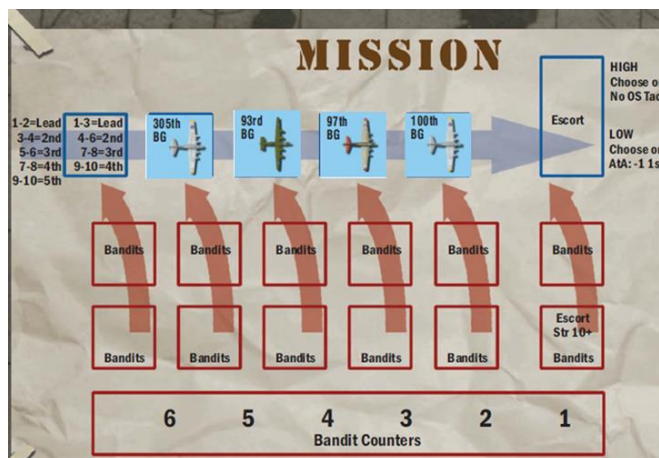 MISSION
HIGH
Choose o
No OS Tac
LOW
Choose or
AtA: -1 1s
1-2=Lead
3-4=2nd
5-6=3rd
7-8=4th
9-10=5th
1-3=Lead
4-6=2nd
7-8=3rd
9-10=4th
305th
BG
93rd
BG
97th
BG
100th
BG
Escort
Bandits
Bandits
Bandits
Bandits
Bandits
Bandits
Bandits
Bandits
Bandits
Bandits
Bandits
Escort
Str 10+
Bandits
6 5 4 3 2 1
Bandit Counters